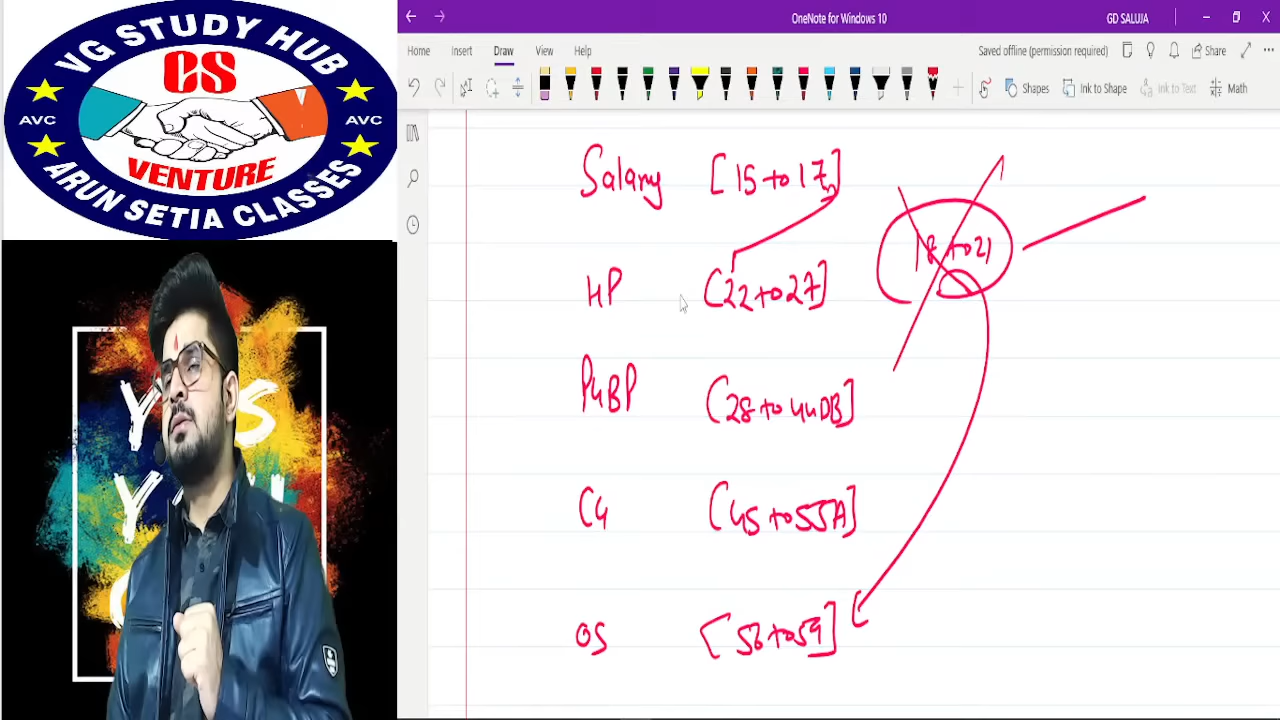 VG STUDY HUB
CS
AVC
AVC
VENTURE
ARUN SETIA CLASSES
OneNote for Windows 10
GD SALUJA
Home Insert Draw View Help
Saved offline (permission required)
Share
Shapes
Ink to Shape
Ink to Text
Math
Salary [15 to 17]
18 to 21
HP [22 to 27]
PGBP [28 to 44DB]
CG [45 to 55A]
OS [56 to 59]